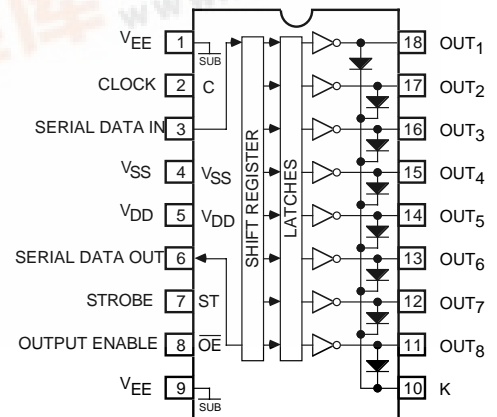 VEE 1 SUB 18 OUT1
CLOCK 2 C 17 OUT2
SERIAL DATA IN 3 16 OUT3
VSS 4 VSS 15 OUT4
VDD 5 VDD 14 OUT5
SERIAL DATA OUT 6 13 OUT6
STROBE 7 ST 12 OUT7
OUTPUT ENABLE 8 OE 11 OUT8
VEE 9 SUB 10 K
SHIFT REGISTER
LATCHES